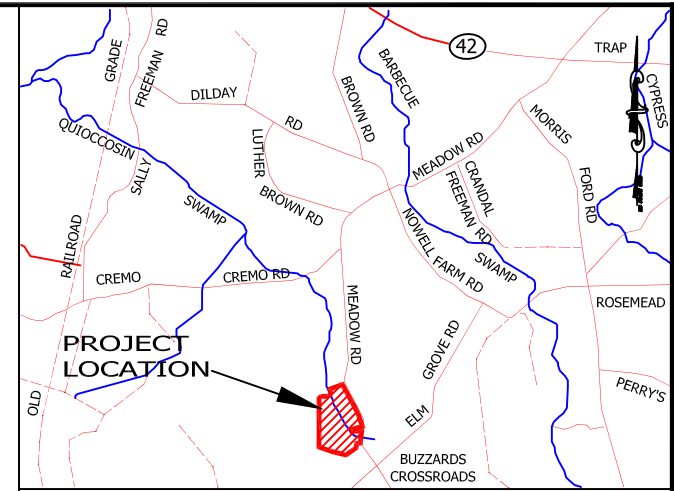 42
TRAP
GRADE
FREEMAN RD
SALLY
DILDAY RD
BROWN RD
BARBECUE
CYPRESS
QUIOCCOSIN
SWAMP
LUTHER
BROWN RD
MEADOW RD
MORRIS
FORD RD
CRANDAL
FREEMAN RD
NOWELL FARM RD
SWAMP
RAILROAD
OLD
CREMO
CREMO RD
MEADOW RD
ROSEMEAD
PROJECT
LOCATION
GROVE RD
ELM
PERRY'S
BUZZARDS
CROSSROADS